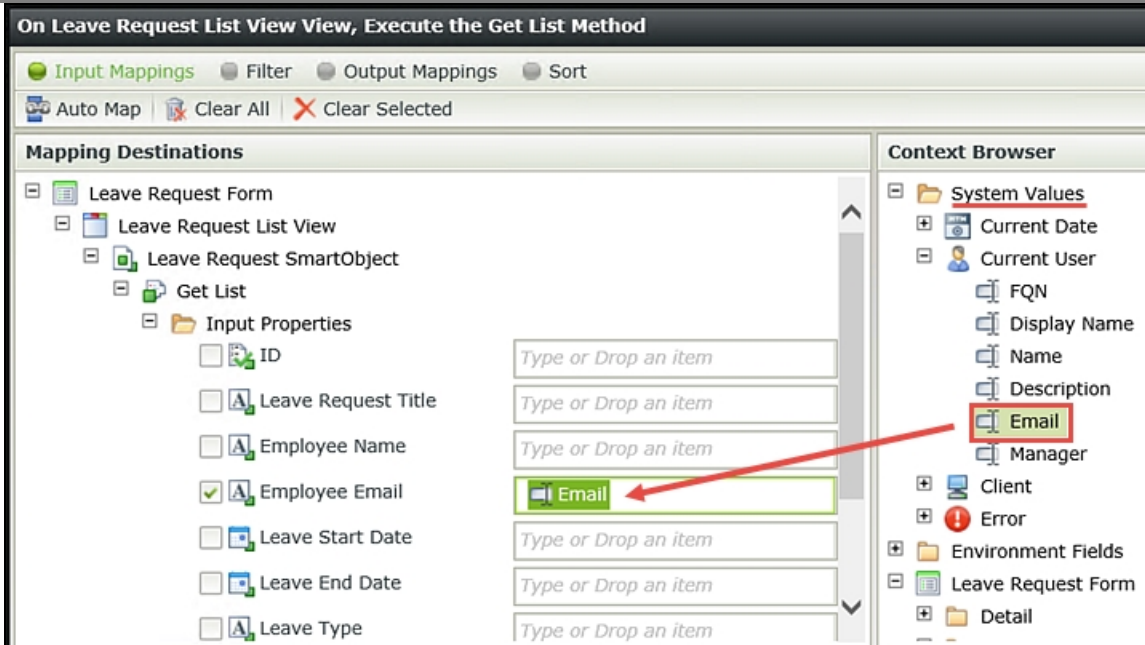 On Leave Request List View View, Execute the Get List Method
Input Mappings Filter Output Mappings Sort
Auto Map Clear All Clear Selected
Mapping Destinations
Leave Request Form
Leave Request List View
Leave Request SmartObject
Get List
Input Properties
ID Type or Drop an item
Leave Request Title Type or Drop an item
Employee Name Type or Drop an item
Employee Email Email
Leave Start Date Type or Drop an item
Leave End Date Type or Drop an item
Leave Type Type or Drop an item
Context Browser
System Values
Current Date
Current User
FQN
Display Name
Name
Description
Email
Manager
Client
Error
Environment Fields
Leave Request Form
Detail